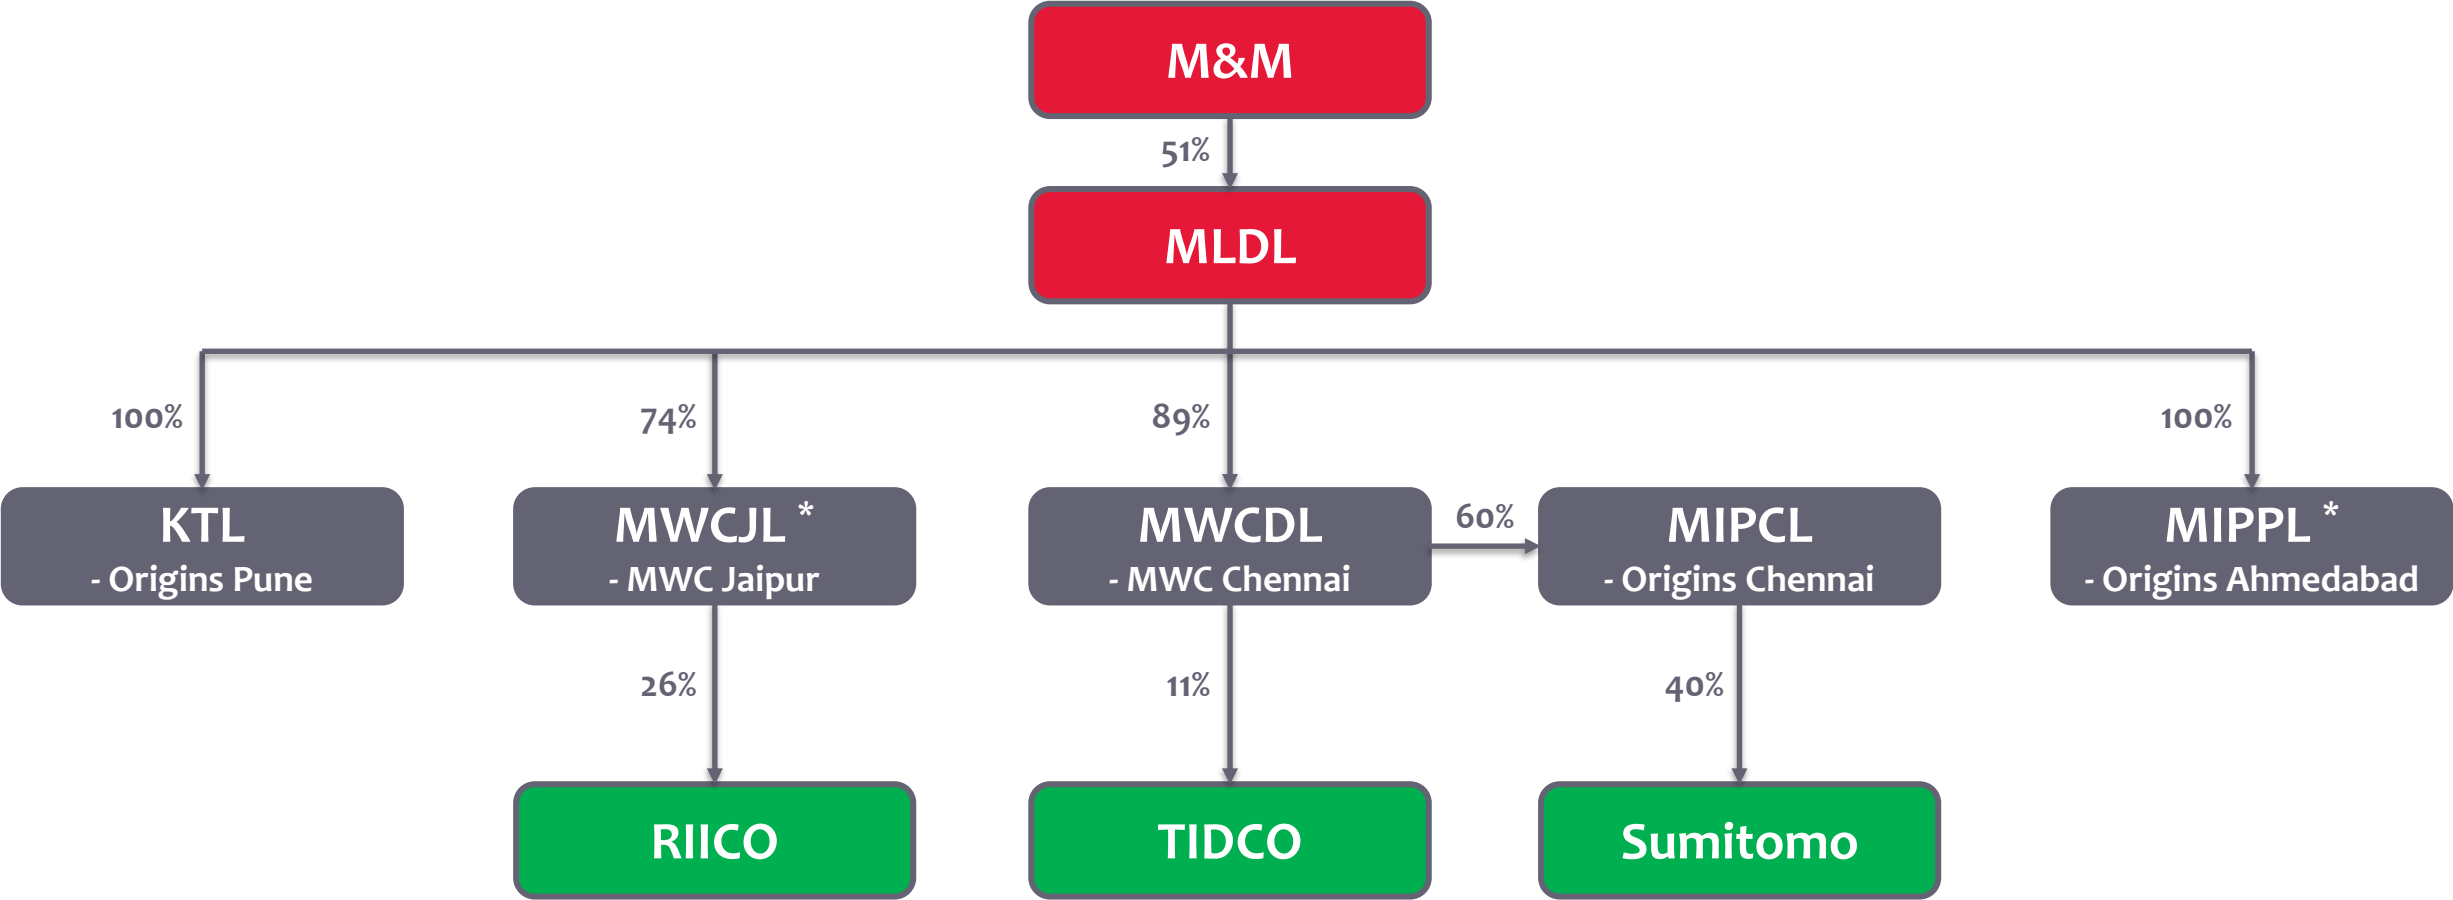 M&M
51%
MLDL
100%
74%
89%
100%
KTL
- Origins Pune
MWCJL *
- MWC Jaipur
MWCDL
- MWC Chennai
60%
MIPCL
- Origins Chennai
MIPPL *
- Origins Ahmedabad
26%
11%
40%
RIICO
TIDCO
Sumitomo